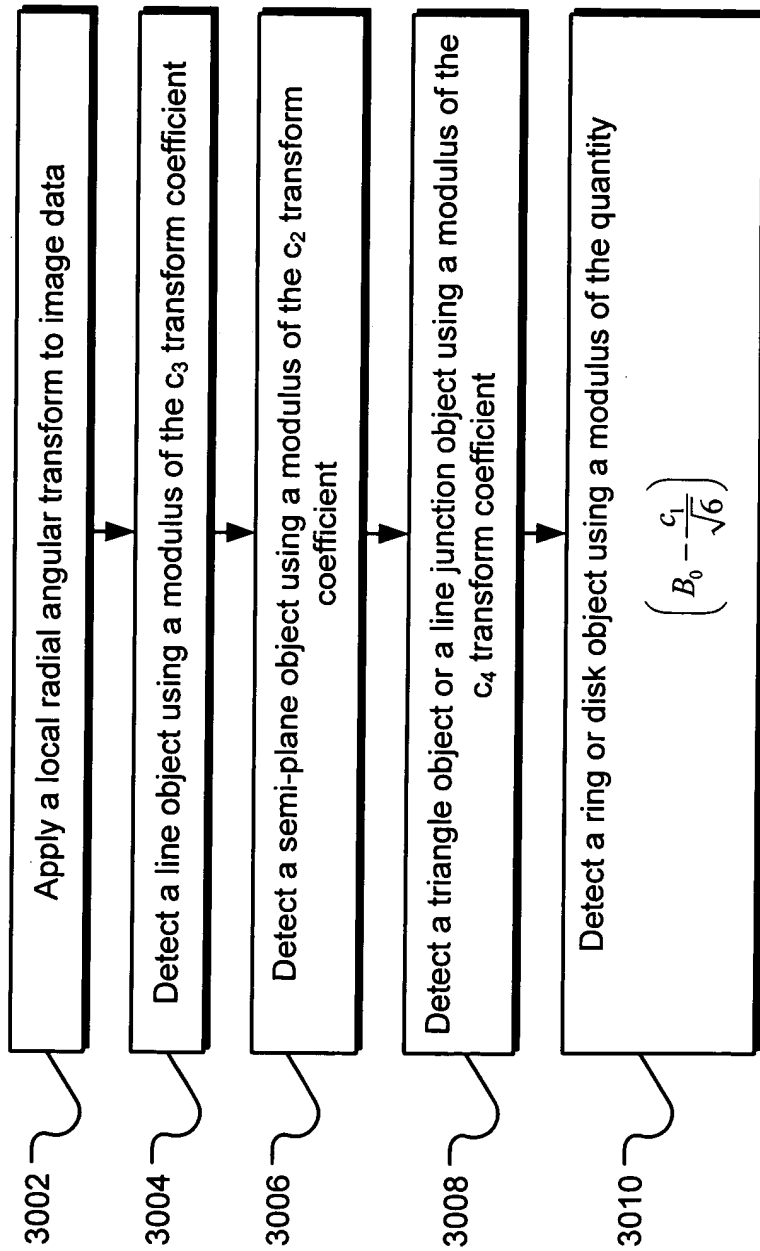 3002
Apply a local radial angular transform to image data
3004
Detect a line object using a modulus of the c₃ transform coefficient
3006
Detect a semi-plane object using a modulus of the c₂ transform
coefficient
3008
Detect a triangle object or a line junction object using a modulus of the
c₄ transform coefficient
3010
Detect a ring or disk object using a modulus of the quantity
(B₀ − c₁/√6)